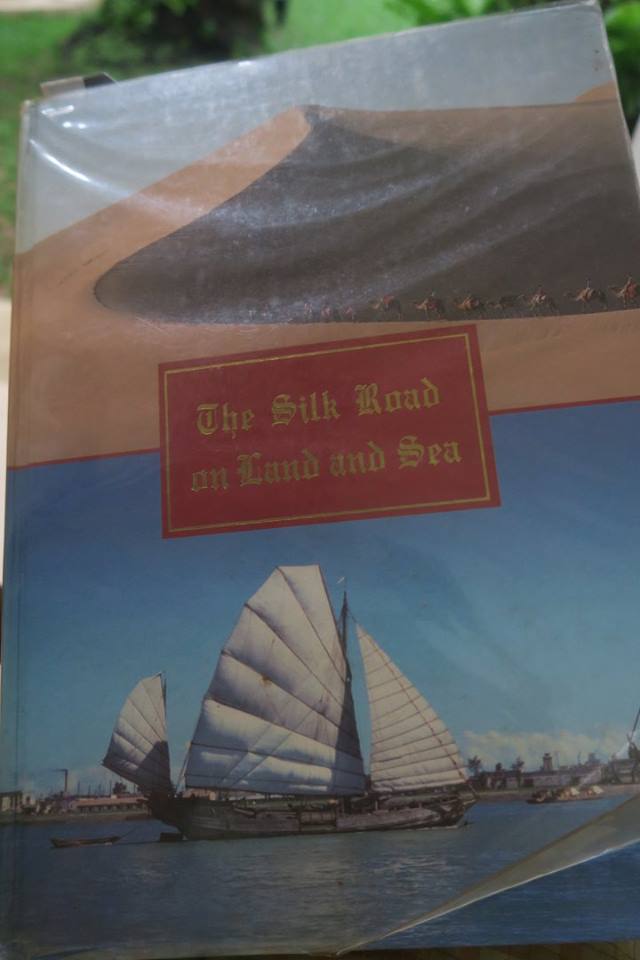 The Silk Road
on Land and Sea